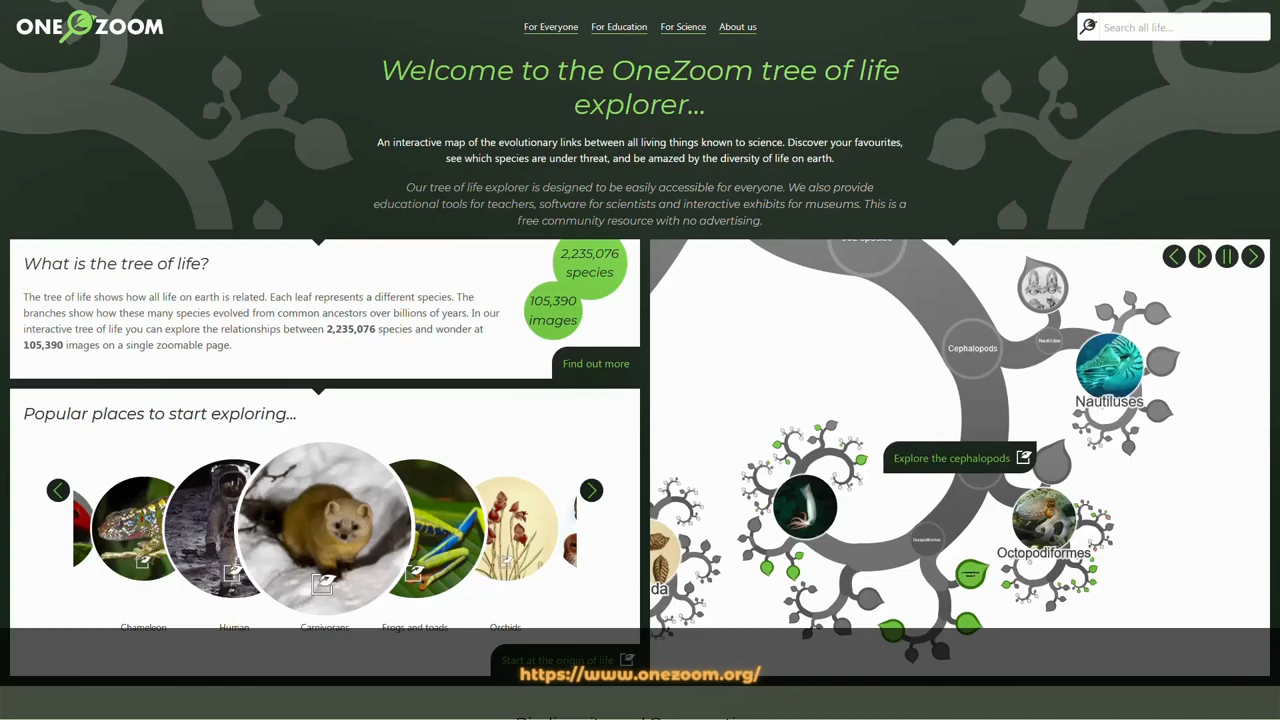 ONE ZOOM
For Everyone
For Education
For Science
About us
Search all life...
Welcome to the OneZoom tree of life
explorer...
An interactive map of the evolutionary links between all living things known to science. Discover your favourites,
see which species are under threat, and be amazed by the diversity of life on earth.
Our tree of life explorer is designed to be easily accessible for everyone. We also provide
educational tools for teachers, software for scientists and interactive exhibits for museums. This is a
free community resource with no advertising.
What is the tree of life?
2,235,076
species
105,390
images
The tree of life shows how all life on earth is related. Each leaf represents a different species. The
branches show how these many species evolved from common ancestors over billions of years. In our
interactive tree of life you can explore the relationships between 2,235,076 species and wonder at
105,390 images on a single zoomable page.
Find out more
Popular places to start exploring...
Chameleon
Human
Carnivorans
Frogs and toads
Orchids
Start at the origin of life
species
Cephalopods
Nautiluses
Explore the cephalopods
Octopodiformes
da
https://www.onezoom.org/